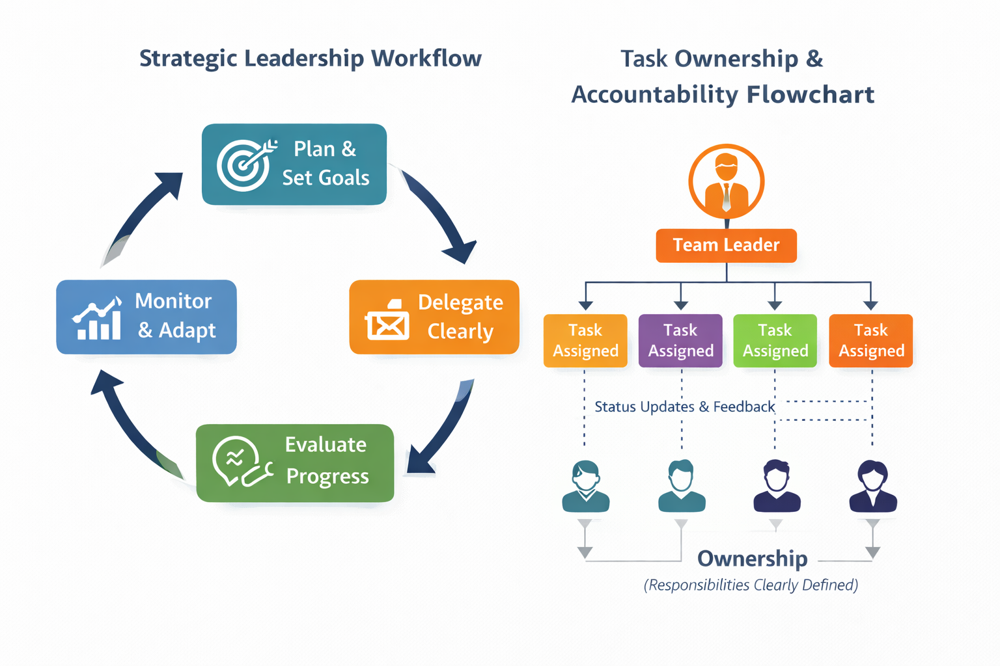 Strategic Leadership Workflow
Plan &
Set Goals
Delegate
Clearly
Evaluate
Progress
Monitor
& Adapt
Task Ownership &
Accountability Flowchart
Team Leader
Task
Assigned
Task
Assigned
Task
Assigned
Task
Assigned
Status Updates & Feedback
Ownership
(Responsibilities Clearly Defined)